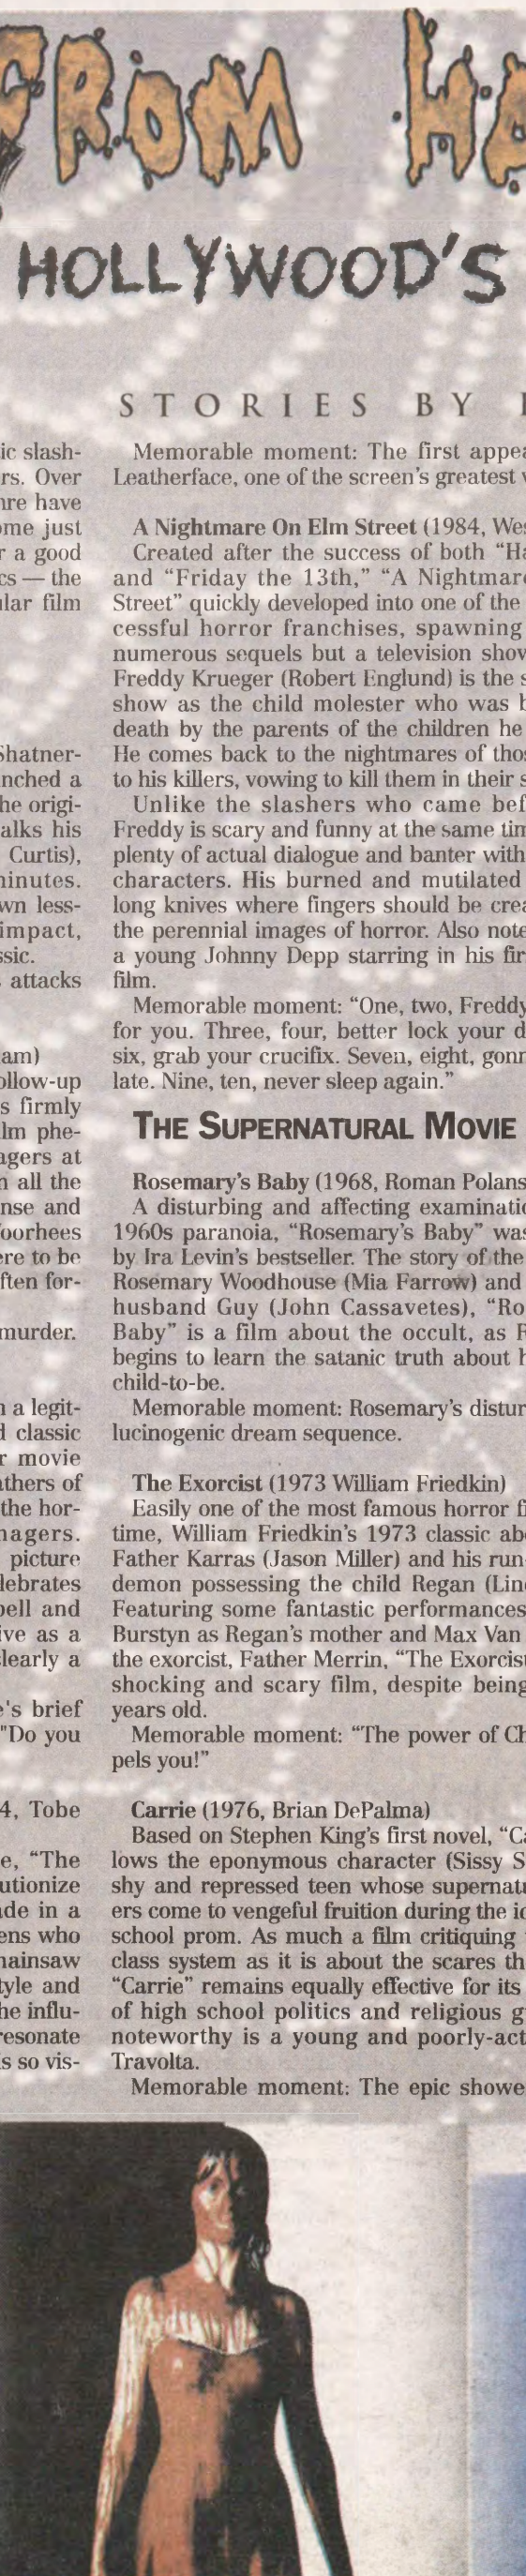 FROM HO
HOLLYWOOD'S
STORIES BY
ic slash-
rs. Over
nre have
ome just
r a good
cs — the
ular film
Shatner-
nched a
he origi-
alks his
Curtis),
ninutes.
wn less-
impact,
ssic.
attacks
am)
ollow-up
s firmly
lm phe-
agers at
n all the
nse and
Voorhees
ere to be
ften for-
murder.
n a legit-
d classic
r movie
athers of
the hor-
nagers.
picture
lebrates
bell and
ive as a
learly a
e's brief
"Do you
4, Tobe
e, “The
utionize
ade in a
ens who
hainsaw
tyle and
he influ-
resonate
s so vis-
Memorable moment: The first appea
Leatherface, one of the screen's greatest v
A Nightmare On Elm Street (1984, Wes
Created after the success of both “Ha
and “Friday the 13th,” “A Nightmare
Street” quickly developed into one of the
cessful horror franchises, spawning
numerous sequels but a television show
Freddy Krueger (Robert Englund) is the s
show as the child molester who was b
death by the parents of the children he
He comes back to the nightmares of thos
to his killers, vowing to kill them in their s
Unlike the slashers who came bef
Freddy is scary and funny at the same tim
plenty of actual dialogue and banter with
characters. His burned and mutilated
long knives where fingers should be crea
the perennial images of horror. Also note
a young Johnny Depp starring in his fir
film.
Memorable moment: “One, two, Freddy
for you. Three, four, better lock your d
six, grab your crucifix. Seven, eight, gonn
late. Nine, ten, never sleep again.”
THE SUPERNATURAL MOVIE
Rosemary's Baby (1968, Roman Polans
A disturbing and affecting examinatio
1960s paranoia, “Rosemary's Baby” was
by Ira Levin's bestseller. The story of the
Rosemary Woodhouse (Mia Farrow) and
husband Guy (John Cassavetes), “Ro
Baby” is a film about the occult, as R
begins to learn the satanic truth about h
child-to-be.
Memorable moment: Rosemary's distur
lucinogenic dream sequence.
The Exorcist (1973 William Friedkin)
Easily one of the most famous horror fi
time, William Friedkin's 1973 classic abo
Father Karras (Jason Miller) and his run
demon possessing the child Regan (Lin
Featuring some fantastic performances
Burstyn as Regan's mother and Max Van
the exorcist, Father Merrin, “The Exorcis
shocking and scary film, despite being
years old.
Memorable moment: “The power of Ch
pels you!”
Carrie (1976, Brian DePalma)
Based on Stephen King's first novel, “Ca
lows the eponymous character (Sissy S
shy and repressed teen whose supernatu
ers come to vengeful fruition during the ic
school prom. As much a film critiquing
class system as it is about the scares th
“Carrie” remains equally effective for its
of high school politics and religious g
noteworthy is a young and poorly-act
Travolta.
Memorable moment: The epic showe